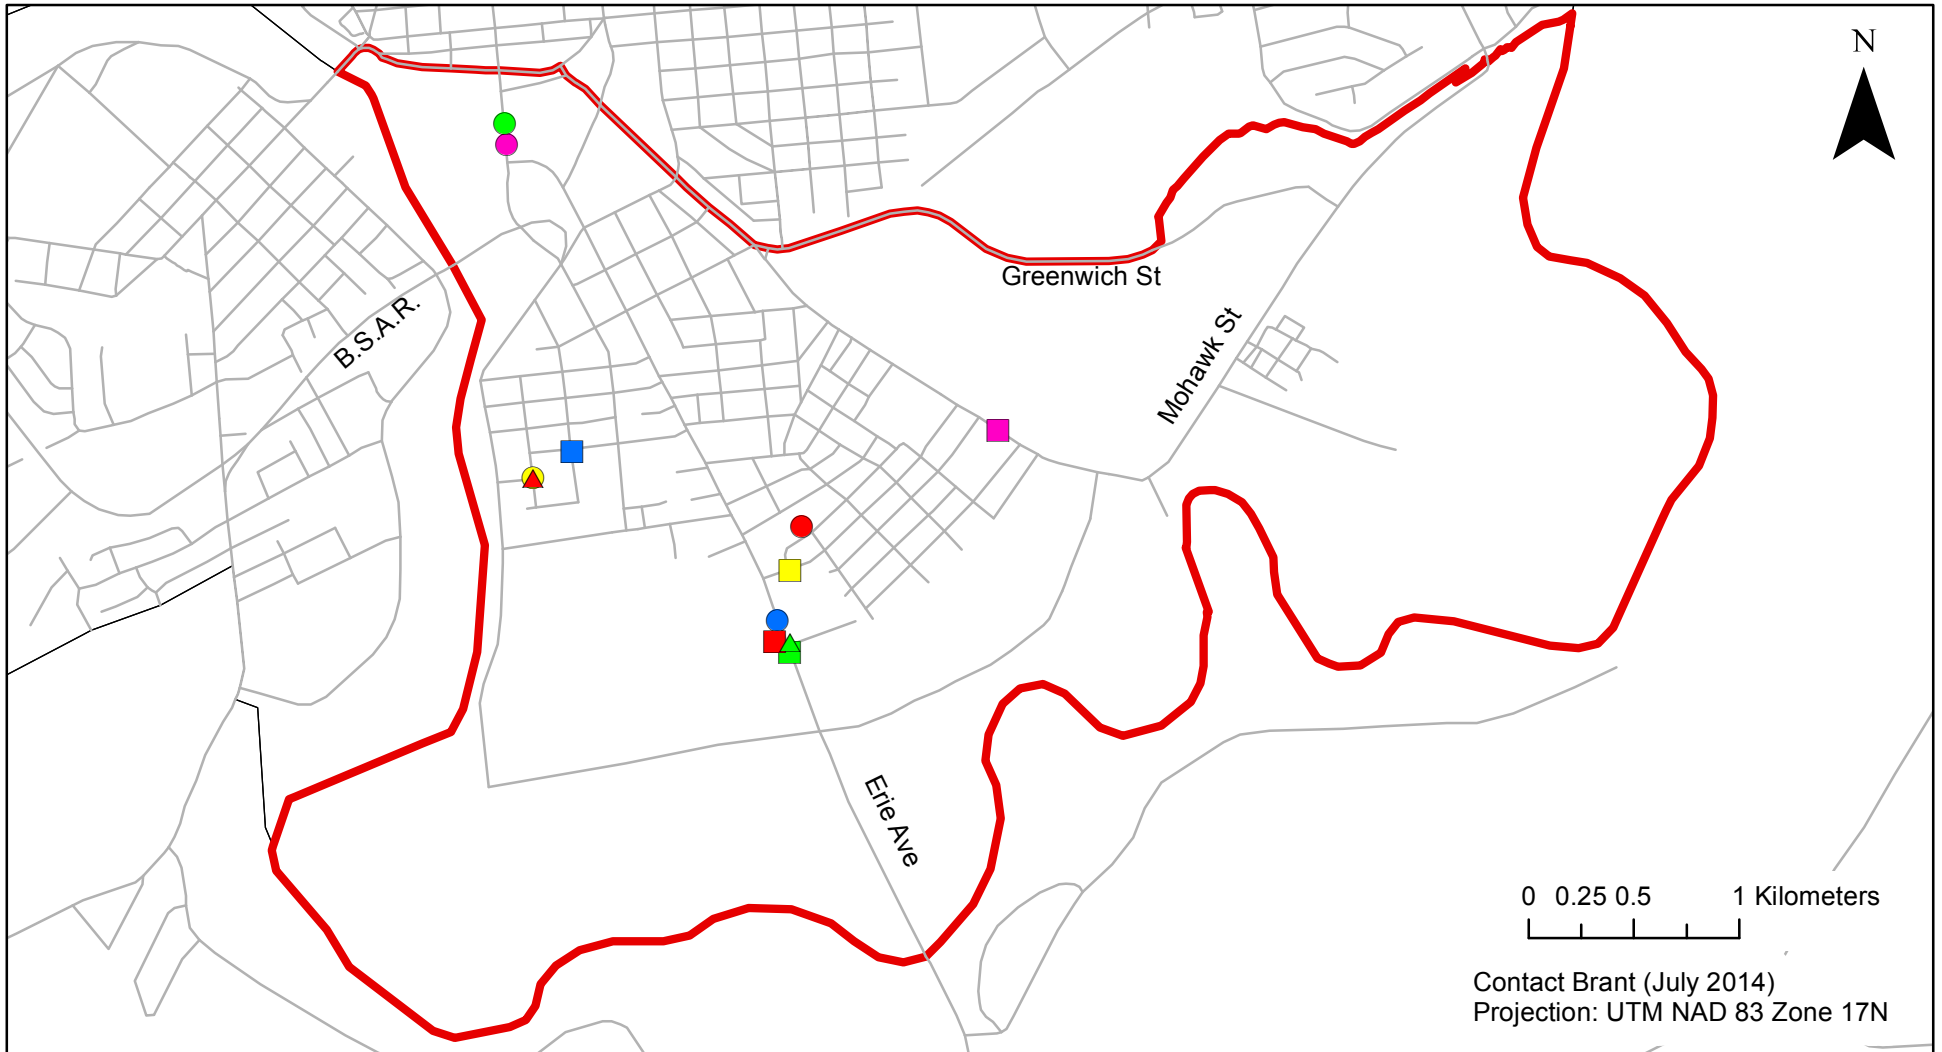 N
Greenwich St
B.S.A.R.
Mohawk St
Erie Ave
0 0.25 0.5 1 Kilometers
Contact Brant (July 2014)
Projection: UTM NAD 83 Zone 17N